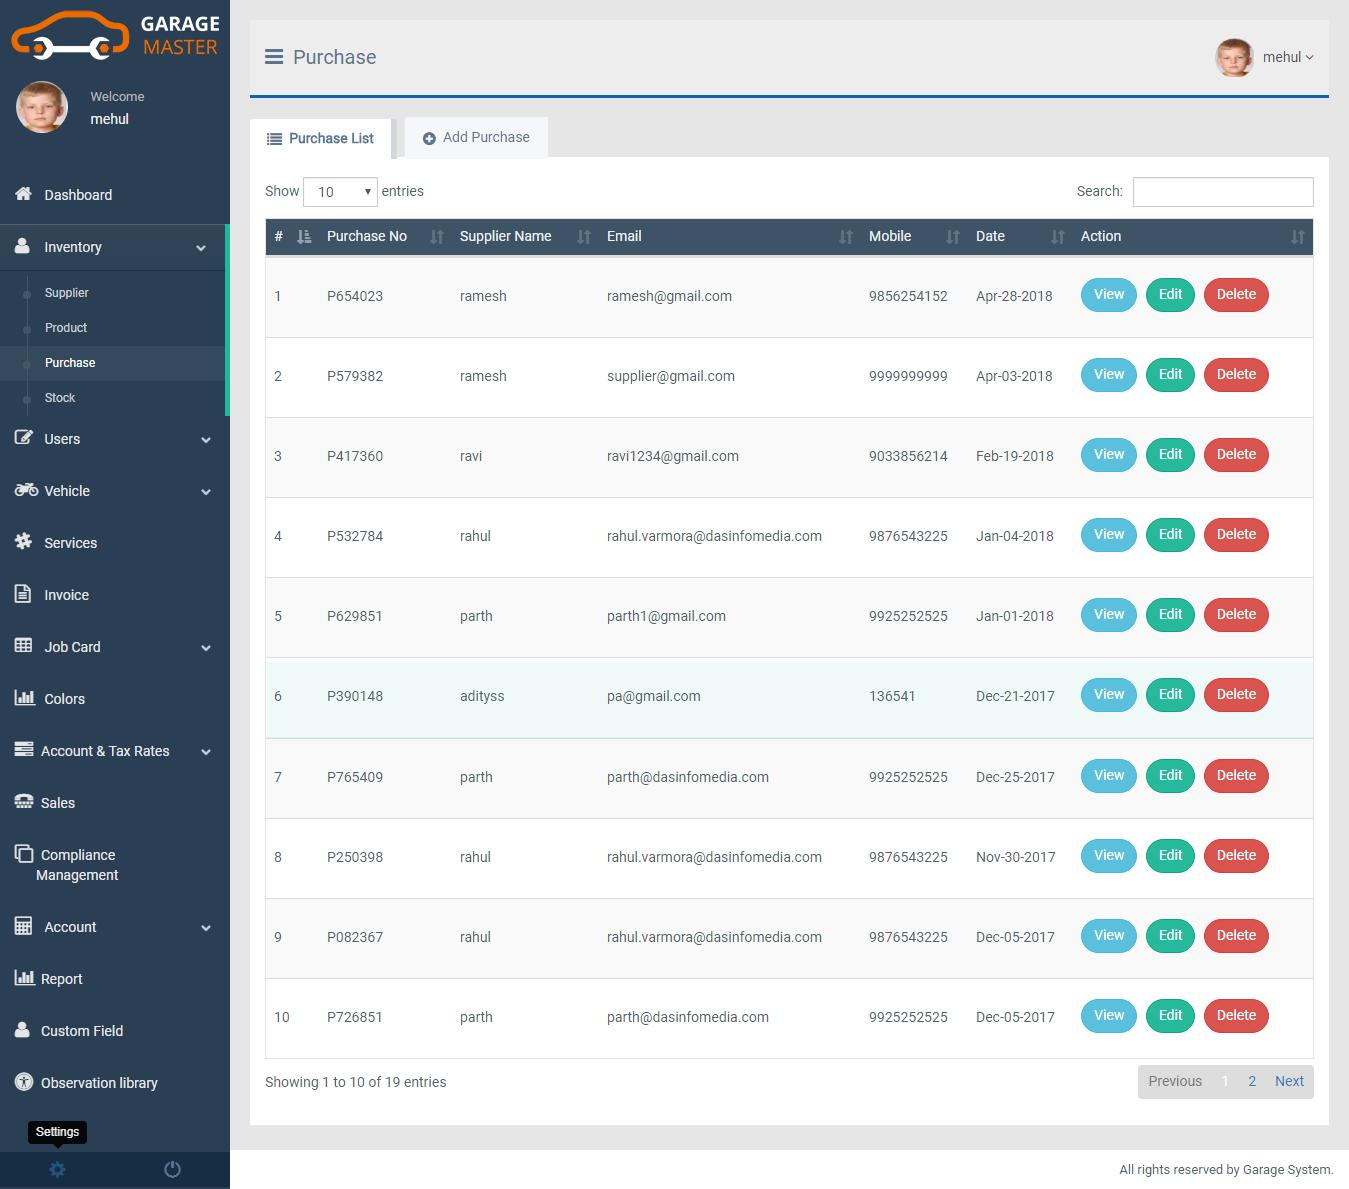 GARAGE
MASTER
Welcome
mehul
Dashboard
Inventory
Supplier
Product
Purchase
Stock
Users
Vehicle
Services
Invoice
Job Card
Colors
Account & Tax Rates
Sales
Compliance
Management
Account
Report
Custom Field
Observation library
Settings
Purchase
mehul
Purchase List
Add Purchase
Show 10 entries
Search:
# Purchase No Supplier Name Email Mobile Date Action
1 P654023 ramesh ramesh@gmail.com 9856254152 Apr-28-2018 View Edit Delete
2 P579382 ramesh supplier@gmail.com 9999999999 Apr-03-2018 View Edit Delete
3 P417360 ravi ravi1234@gmail.com 9033856214 Feb-19-2018 View Edit Delete
4 P532784 rahul rahul.varmora@dasinfomedia.com 9876543225 Jan-04-2018 View Edit Delete
5 P629851 parth parth1@gmail.com 9925252525 Jan-01-2018 View Edit Delete
6 P390148 adityss pa@gmail.com 136541 Dec-21-2017 View Edit Delete
7 P765409 parth parth@dasinfomedia.com 9925252525 Dec-25-2017 View Edit Delete
8 P250398 rahul rahul.varmora@dasinfomedia.com 9876543225 Nov-30-2017 View Edit Delete
9 P082367 rahul rahul.varmora@dasinfomedia.com 9876543225 Dec-05-2017 View Edit Delete
10 P726851 parth parth@dasinfomedia.com 9925252525 Dec-05-2017 View Edit Delete
Showing 1 to 10 of 19 entries
Previous 1 2 Next
All rights reserved by Garage System.